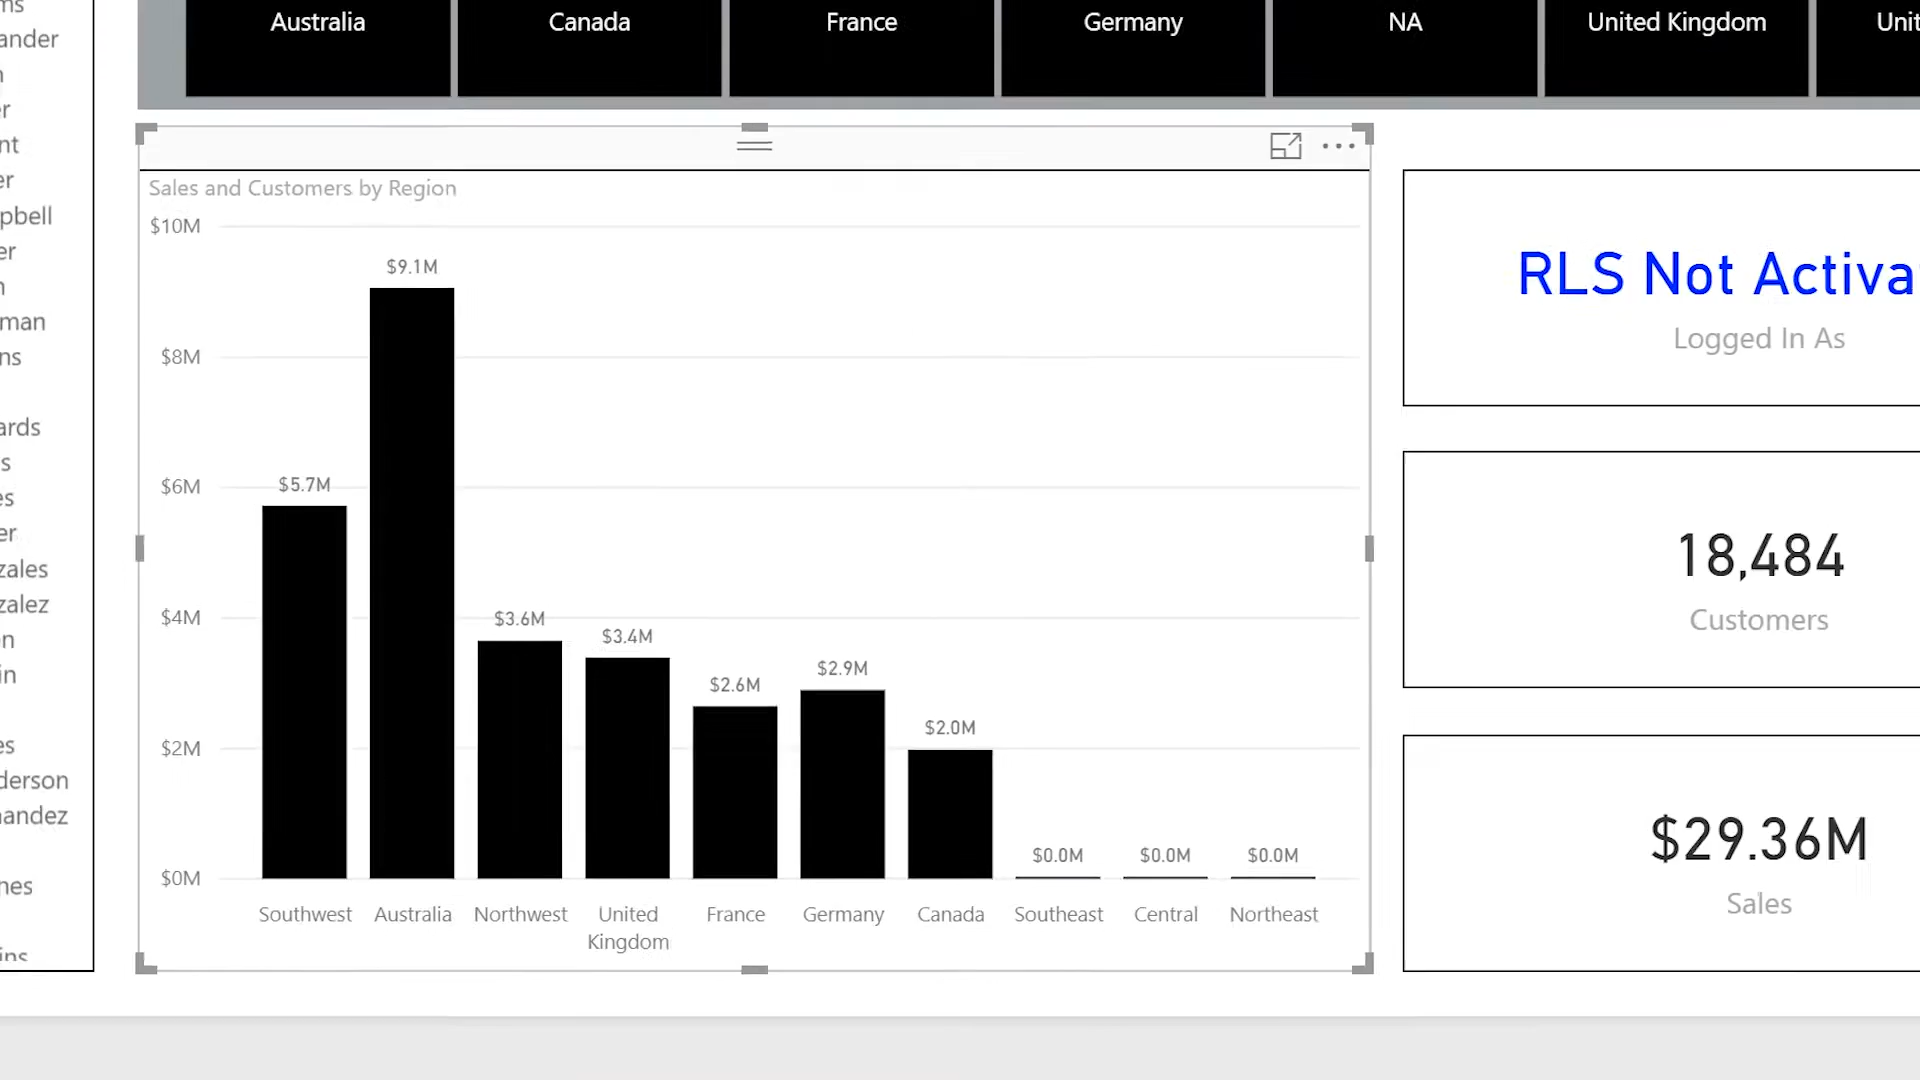 Australia
Canada
France
Germany
NA
United Kingdom
Sales and Customers by Region
$10M
$8M
$6M
$4M
$2M
$0M
$5.7M
$9.1M
$3.6M
$3.4M
$2.6M
$2.9M
$2.0M
$0.0M
$0.0M
$0.0M
Southwest
Australia
Northwest
United
Kingdom
France
Germany
Canada
Southeast
Central
Northeast
RLS Not Activa
Logged In As
18,484
Customers
$29.36M
Sales